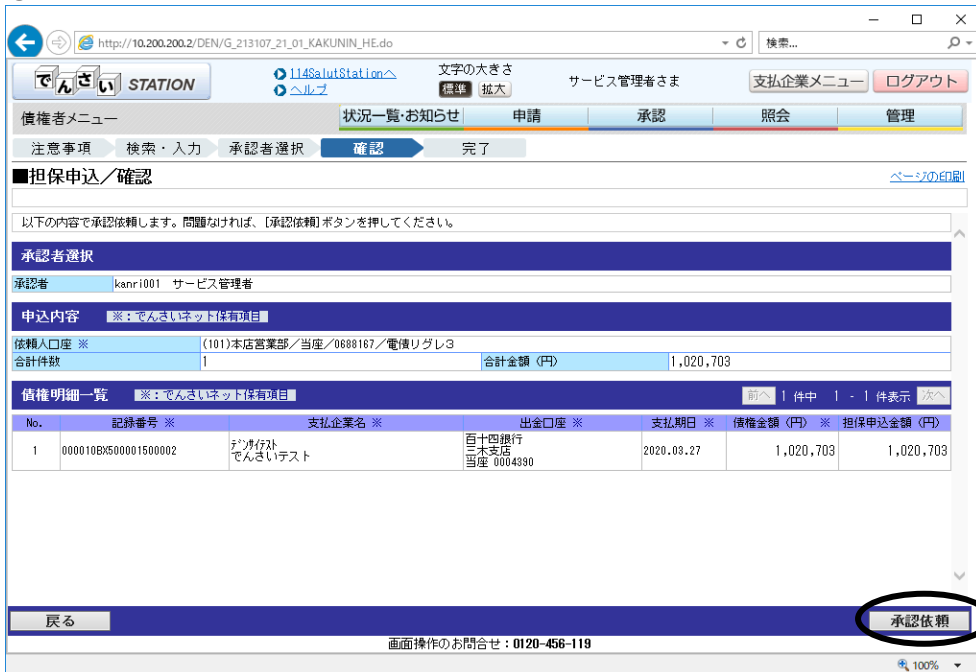 http://10.200.200.2/DEN/G_213107_21_01_KAKUNIN_HE.do
検索...
でんさい STATION
114SalutStationへ
ヘルプ
文字の大きさ
標準 拡大
サービス管理者さま
支払企業メニュー
ログアウト
債権者メニュー
状況一覧・お知らせ 申請 承認 照会 管理
注意事項 検索・入力 承認者選択 確認 完了
■担保申込／確認
ページの印刷
以下の内容で承認依頼します。問題なければ、[承認依頼]ボタンを押してください。
承認者選択
承認者 kanri001 サービス管理者
申込内容 ※：でんさいネット保有項目
依頼人口座 ※ (101)本店営業部／当座／0688167／電債リグレ3
合計件数 1 合計金額（円） 1,020,703
債権明細一覧 ※：でんさいネット保有項目 前へ 1 件中 1 - 1 件表示 次へ
No. 記録番号 ※ 支払企業名 ※ 出金口座 ※ 支払期日 ※ 債権金額（円） ※ 担保申込金額（円）
1 000010BX500001500002 ﾃﾞﾝｻｲﾃｽﾄ でんさいテスト 百十四銀行 三木支店 当座 0004390 2020.03.27 1,020,703 1,020,703
戻る
承認依頼
画面操作のお問合せ：0120-456-119
100%